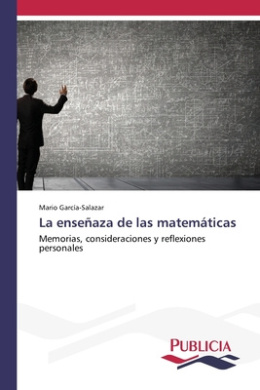 Mario García-Salazar
La enseñaza de las matemáticas
Memorias, consideraciones y reflexiones
personales
PUBLICIA